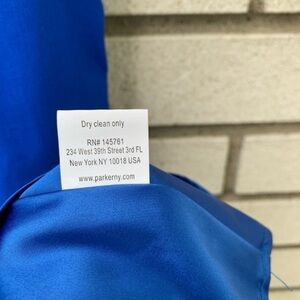 Dry clean only
RN# 145761
234 West 39th Street 3rd FL
New York NY 10018 USA
www.parkerny.com